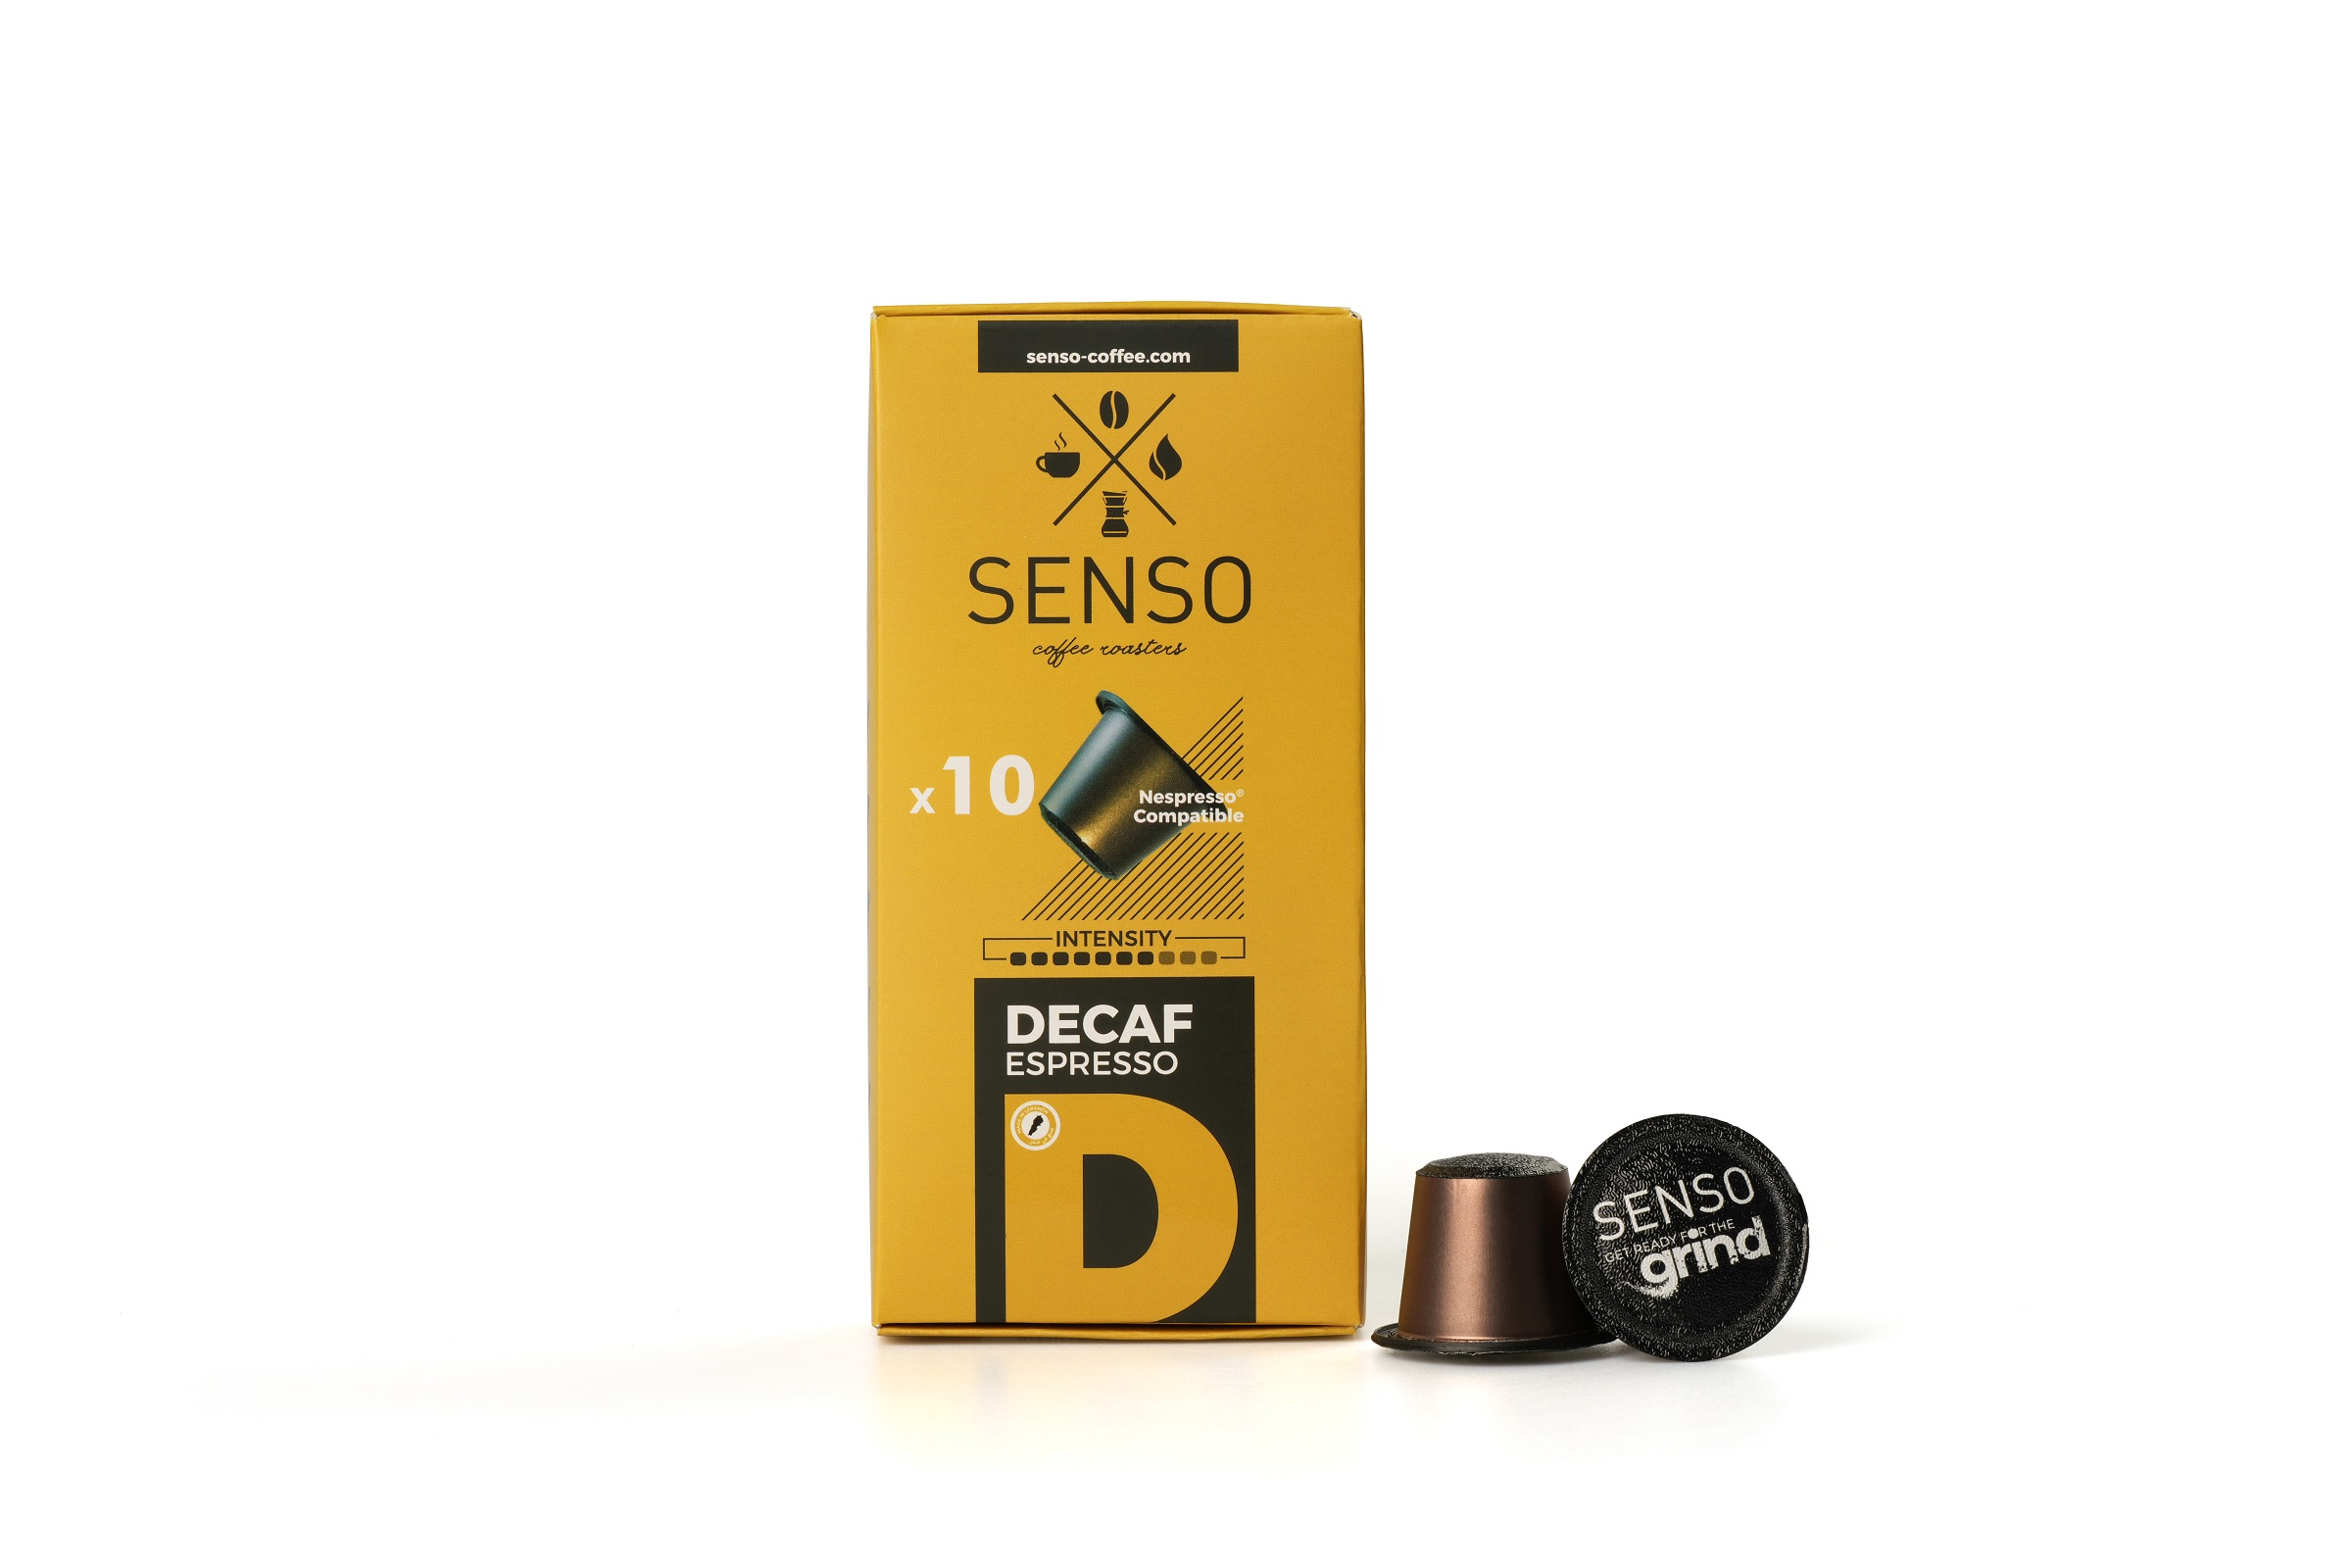 senso-coffee.com
SENSO
coffee roasters
x10
Nespresso®
Compatible
INTENSITY
DECAF
ESPRESSO
D
SENSO
GET READY FOR THE
grind